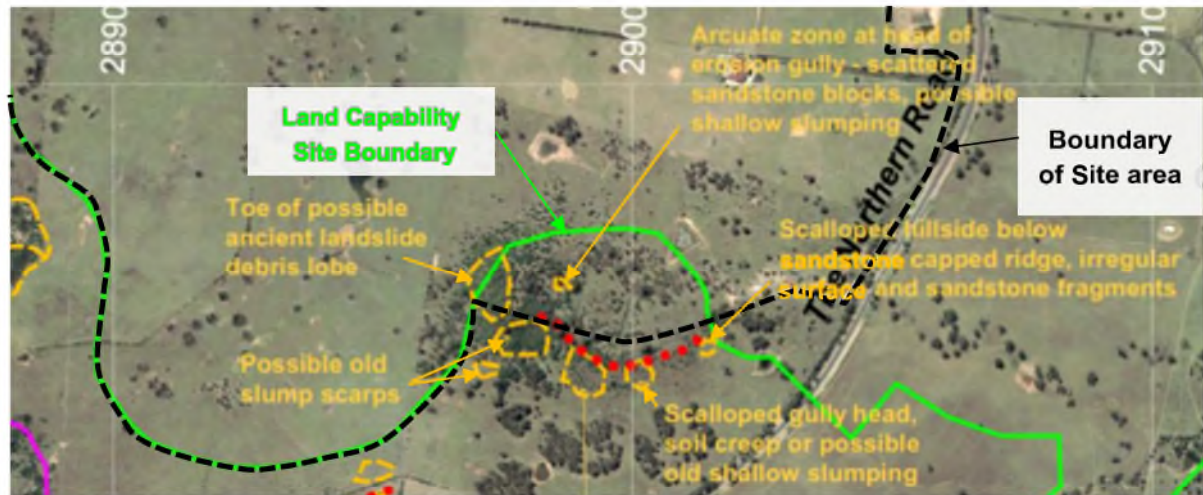 2890
2900
2910
Arcuate zone at head of
erosion gully - scattered
sandstone blocks, possible
shallow slumping
Land Capability
Site Boundary
The Northern Road
Boundary
of Site area
Toe of possible
ancient landslide
debris lobe
Scalloped hillside below
sandstone capped ridge, irregular
surface and sandstone fragments
Possible old
slump scarps
Scalloped gully head,
soil creep or possible
old shallow slumping